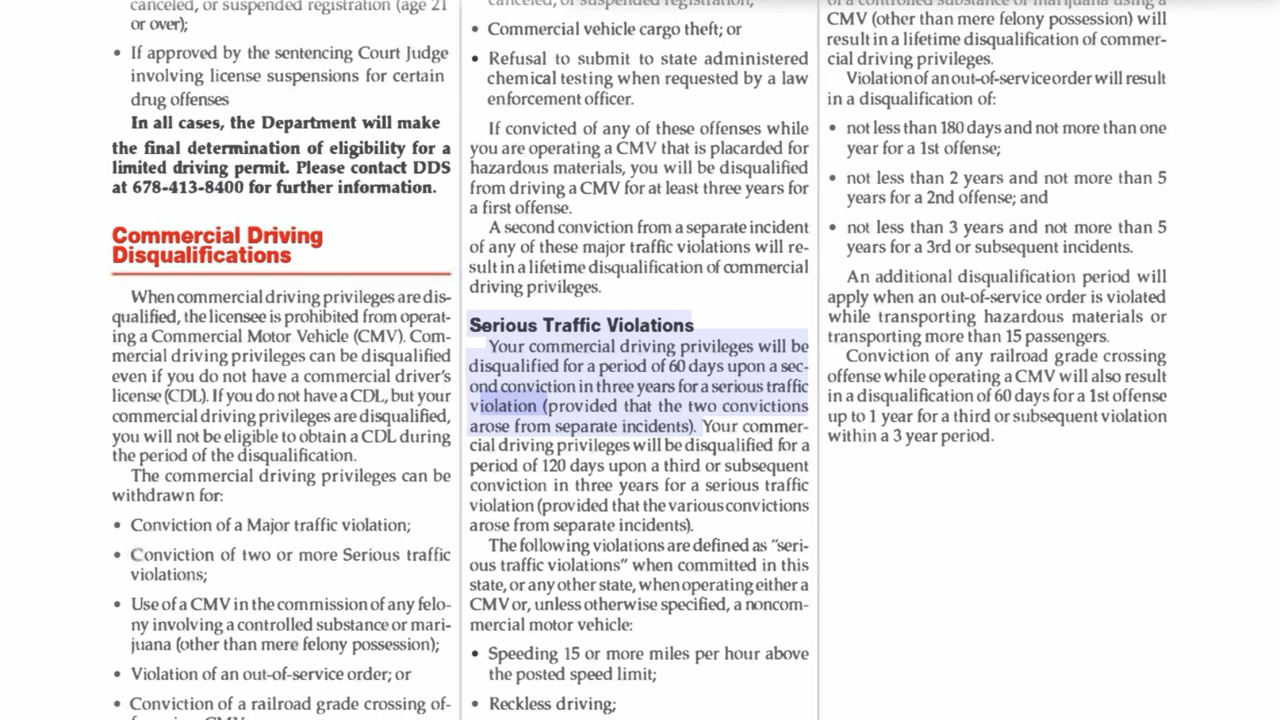 canceled, or suspended registration (age 21
or over);
• If approved by the sentencing Court Judge
involving license suspensions for certain
drug offenses
In all cases, the Department will make
the final determination of eligibility for a
limited driving permit. Please contact DDS
at 678-413-8400 for further information.
Commercial Driving
Disqualifications
When commercial driving privileges are dis-
qualified, the licensee is prohibited from operat-
ing a Commercial Motor Vehicle (CMV). Com-
mercial driving privileges can be disqualified
even if you do not have a commercial driver's
license (CDL). If you do not have a CDL, but your
commercial driving privileges are disqualified,
you will not be eligible to obtain a CDL during
the period of the disqualification.
The commercial driving privileges can be
withdrawn for:
• Conviction of a Major traffic violation;
• Conviction of two or more Serious traffic
violations;
• Use of a CMV in the commission of any felo-
ny involving a controlled substance or mari-
juana (other than mere felony possession);
• Violation of an out-of-service order; or
• Conviction of a railroad grade crossing of-
canceled, or suspended registration;
• Commercial vehicle cargo theft; or
• Refusal to submit to state administered
chemical testing when requested by a law
enforcement officer.
If convicted of any of these offenses while
you are operating a CMV that is placarded for
hazardous materials, you will be disqualified
from driving a CMV for at least three years for
a first offense.
A second conviction from a separate incident
of any of these major traffic violations will re-
sult in a lifetime disqualification of commercial
driving privileges.
Serious Traffic Violations
Your commercial driving privileges will be
disqualified for a period of 60 days upon a sec-
ond conviction in three years for a serious traffic
violation (provided that the two convictions
arose from separate incidents). Your commer-
cial driving privileges will be disqualified for a
period of 120 days upon a third or subsequent
conviction in three years for a serious traffic
violation (provided that the various convictions
arose from separate incidents).
The following violations are defined as "seri-
ous traffic violations" when committed in this
state, or any other state, when operating either a
CMV or, unless otherwise specified, a noncom-
mercial motor vehicle:
• Speeding 15 or more miles per hour above
the posted speed limit;
• Reckless driving;
of a controlled substance or marijuana using a
CMV (other than mere felony possession) will
result in a lifetime disqualification of commer-
cial driving privileges.
Violation of an out-of-service order will result
in a disqualification of:
• not less than 180 days and not more than one
year for a 1st offense;
• not less than 2 years and not more than 5
years for a 2nd offense; and
• not less than 3 years and not more than 5
years for a 3rd or subsequent incidents.
An additional disqualification period will
apply when an out-of-service order is violated
while transporting hazardous materials or
transporting more than 15 passengers.
Conviction of any railroad grade crossing
offense while operating a CMV will also result
in a disqualification of 60 days for a 1st offense
up to 1 year for a third or subsequent violation
within a 3 year period.